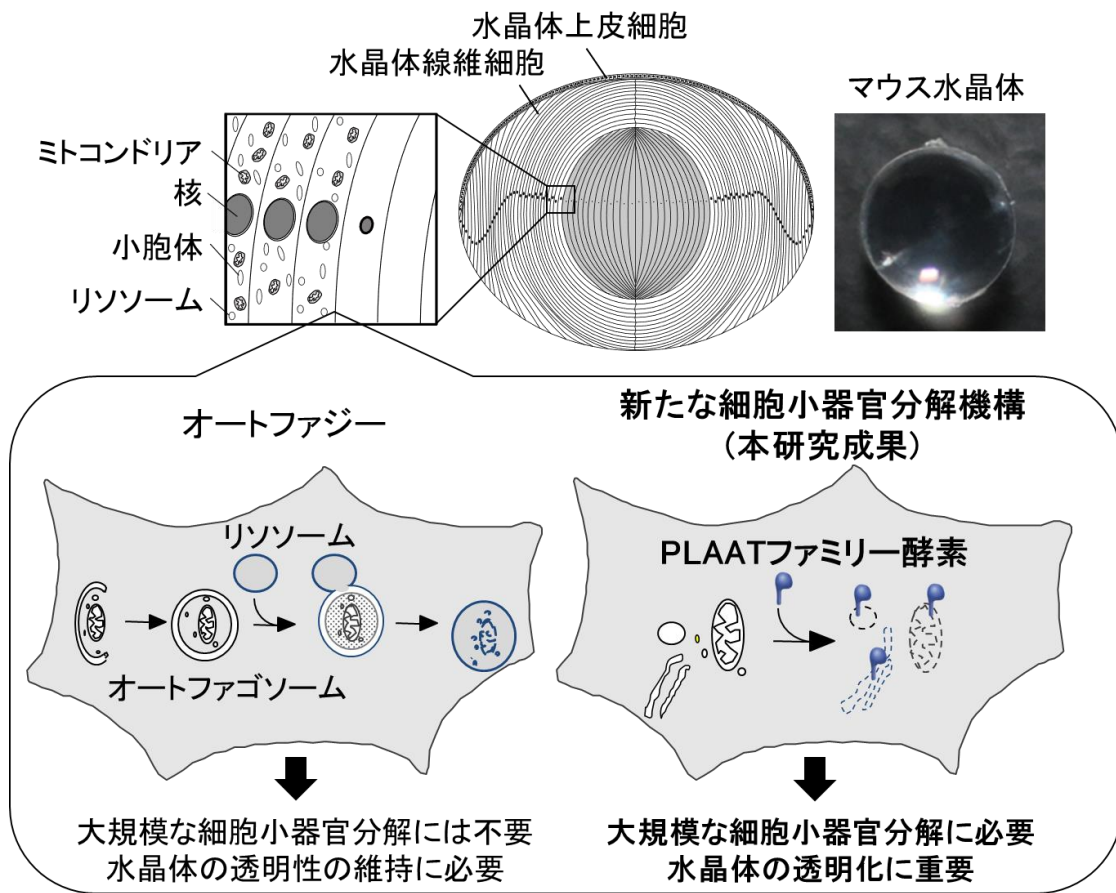 水晶体上皮細胞
水晶体線維細胞
マウス水晶体
ミトコンドリア
核
小胞体
リソソーム
オートファジー
新たな細胞小器官分解機構
(本研究成果)
リソソーム
オートファゴソーム
PLAATファミリー酵素
大規模な細胞小器官分解には不要
水晶体の透明性の維持に必要
大規模な細胞小器官分解に必要
水晶体の透明化に重要